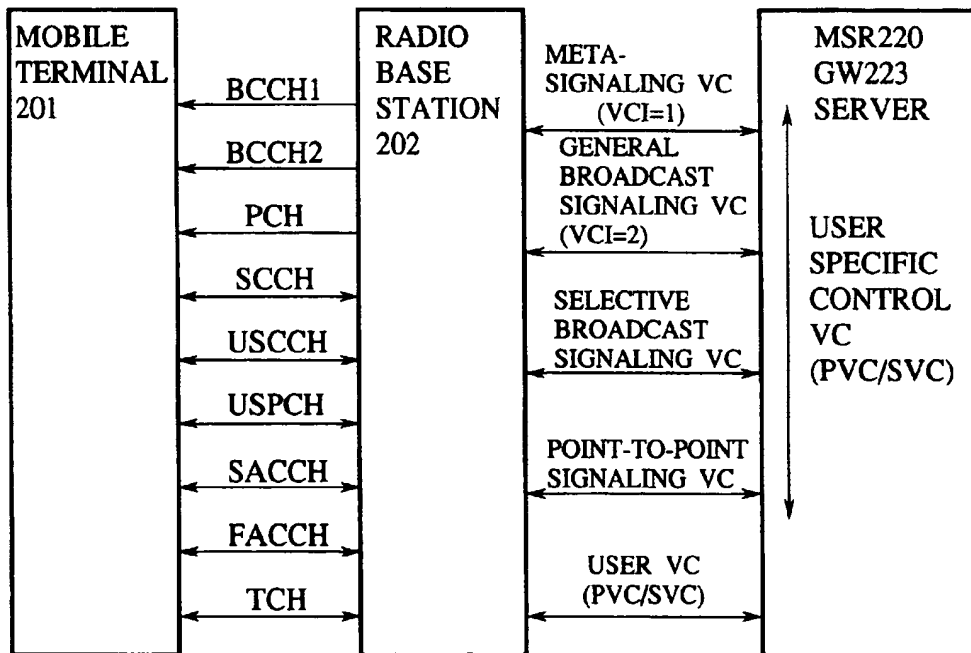 MOBILE
TERMINAL
201
BCCH1
BCCH2
PCH
SCCH
USCCH
USPCH
SACCH
FACCH
TCH
RADIO
BASE
STATION
202
META-
SIGNALING VC
(VCI=1)
GENERAL
BROADCAST
SIGNALING VC
(VCI=2)
SELECTIVE
BROADCAST
SIGNALING VC
POINT-TO-POINT
SIGNALING VC
USER VC
(PVC/SVC)
MSR220
GW223
SERVER
USER
SPECIFIC
CONTROL
VC
(PVC/SVC)